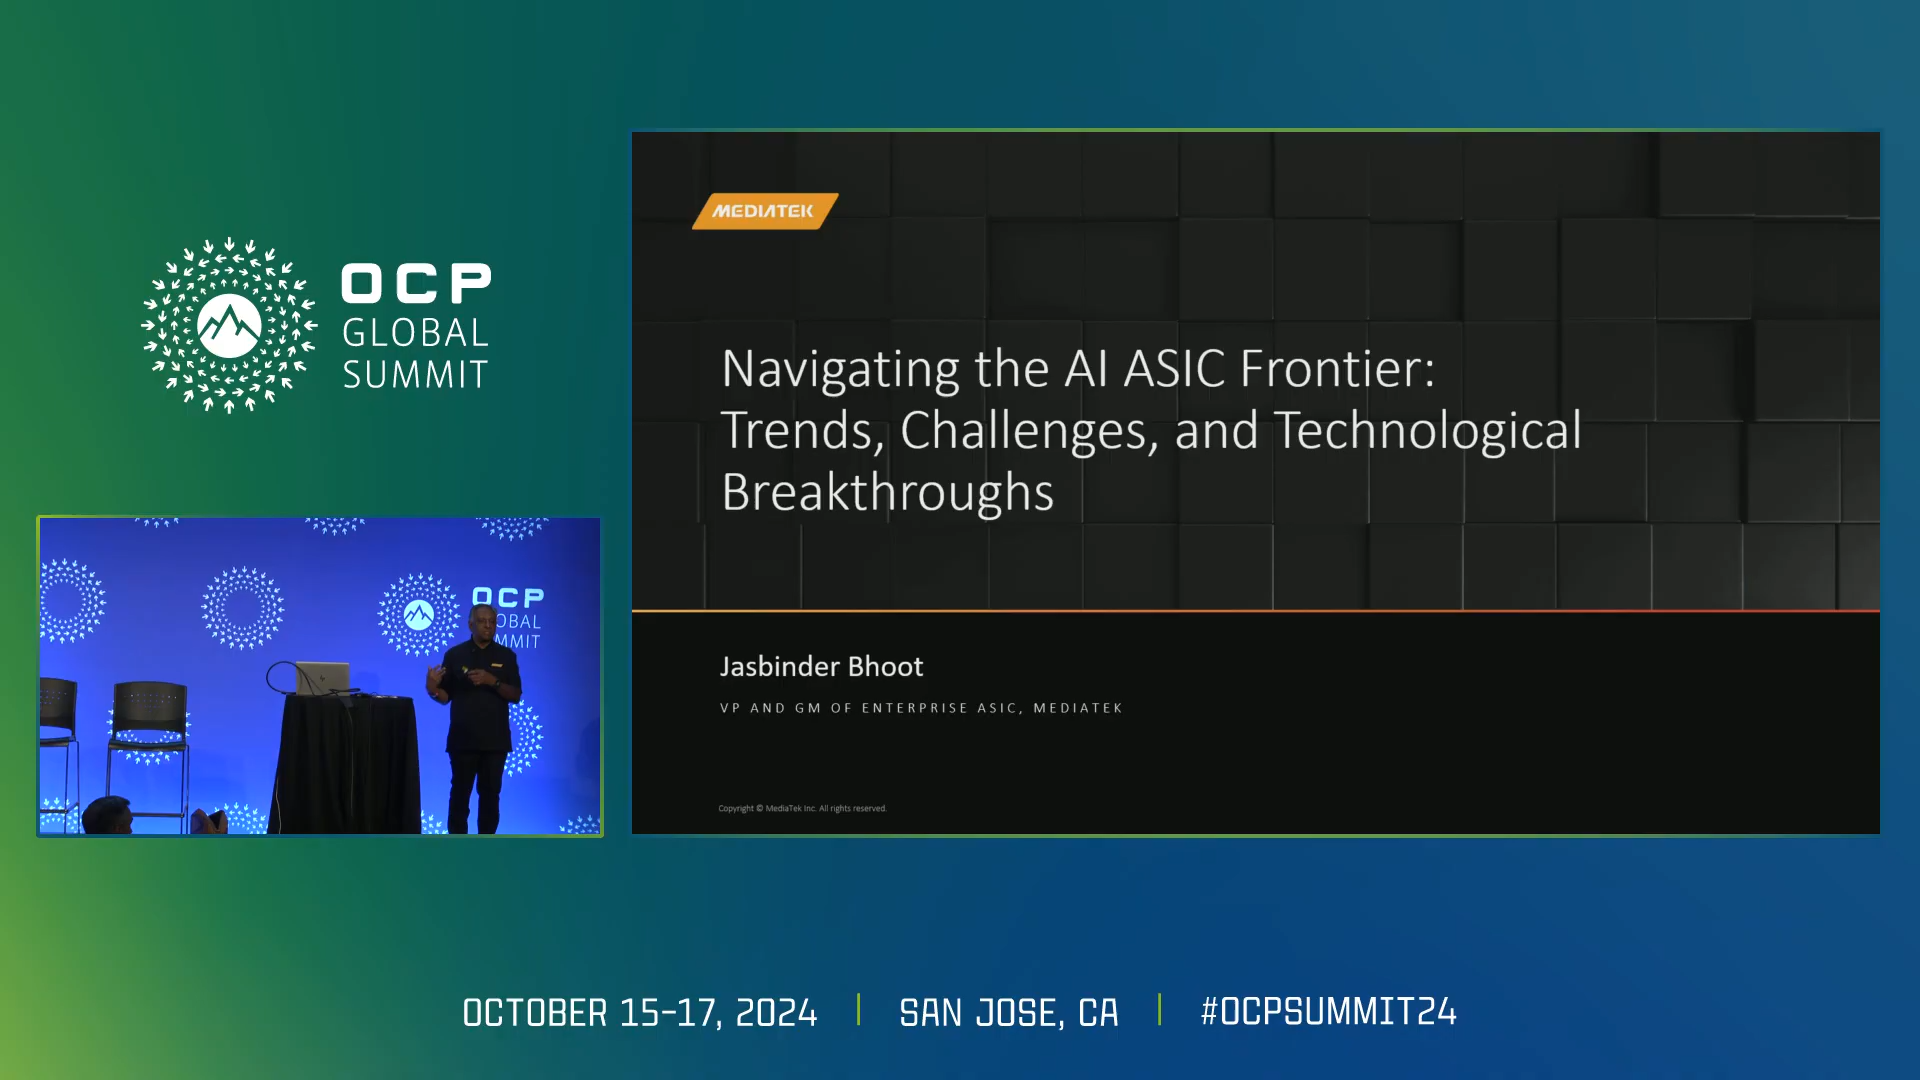 OCP
GLOBAL
SUMMIT
MEDIATEK
Navigating the AI ASIC Frontier:
Trends, Challenges, and Technological
Breakthroughs
Jasbinder Bhoot
VP AND GM OF ENTERPRISE ASIC, MEDIATEK
Copyright © MediaTek Inc. All rights reserved.
OCP
OBAL
MMIT
OCTOBER 15-17, 2024 | SAN JOSE, CA | #OCPSUMMIT24